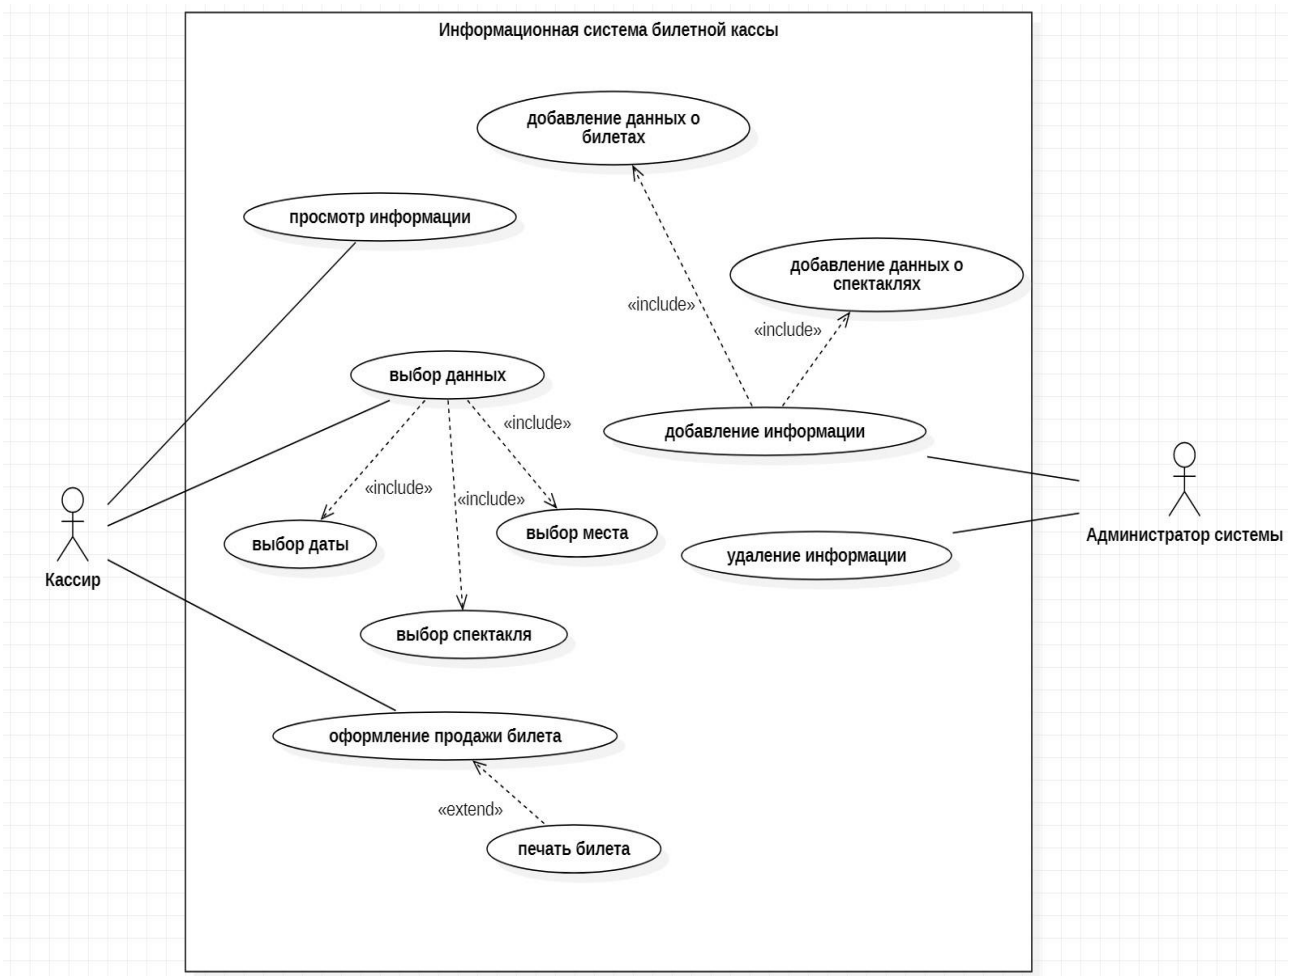 Информационная система билетной кассы
добавление данных о
билетах
просмотр информации
добавление данных о
спектаклях
«include»
«include»
выбор данных
«include»
добавление информации
«include»
«include»
выбор даты
выбор места
удаление информации
Кассир
Администратор системы
выбор спектакля
оформление продажи билета
«extend»
печать билета